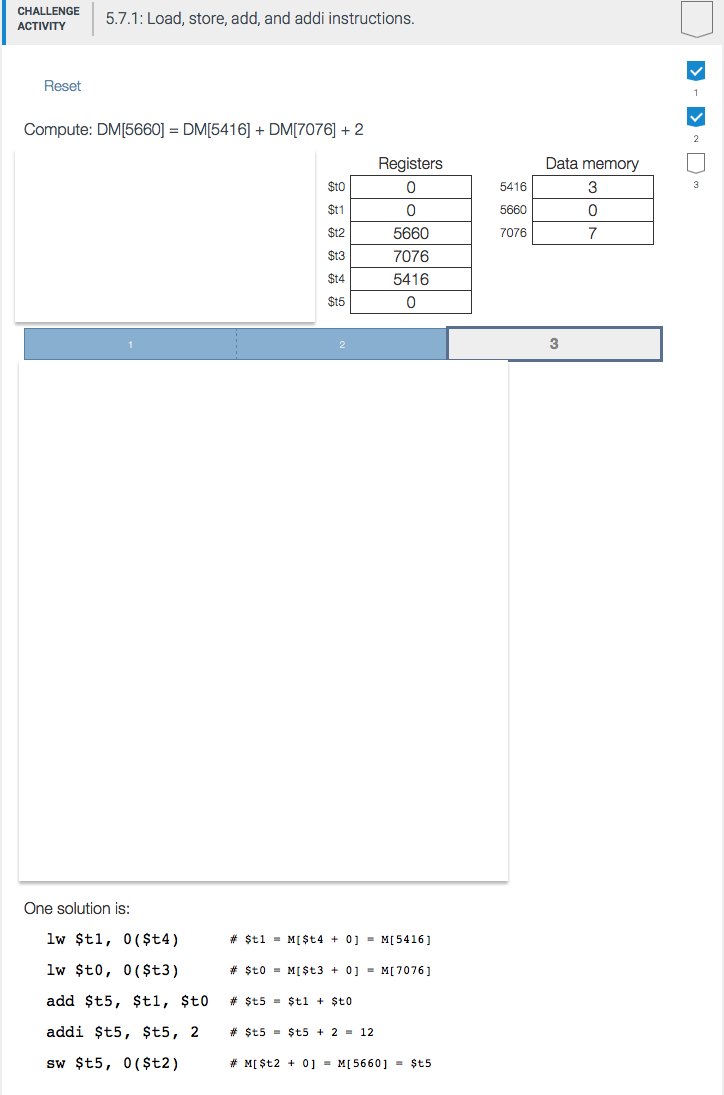 CHALLENGE ACTIVITY
5.7.1: Load, store, add, and addi instructions.
Reset
1
2
3
Compute: DM[5660] = DM[5416] + DM[7076] + 2
Registers
$t0 0
$t1 0
$t2 5660
$t3 7076
$t4 5416
$t5 0
Data memory
5416 3
5660 0
7076 7
1 2 3
One solution is:
lw $t1, 0($t4) # $t1 = M[$t4 + 0] = M[5416]
lw $t0, 0($t3) # $t0 = M[$t3 + 0] = M[7076]
add $t5, $t1, $t0 # $t5 = $t1 + $t0
addi $t5, $t5, 2 # $t5 = $t5 + 2 = 12
sw $t5, 0($t2) # M[$t2 + 0] = M[5660] = $t5